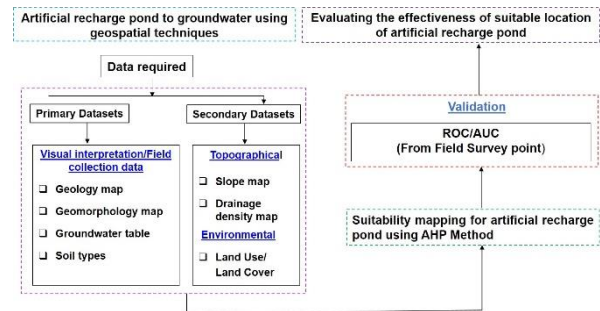 Artificial recharge pond to groundwater using
geospatial techniques
Data required
Primary Datasets
Secondary Datasets
Visual interpretation/Field
collection data
❑ Geology map
❑ Geomorphology map
❑ Groundwater table
❑ Soil types
Topographical
❑ Slope map
❑ Drainage
density map
Environmental
❑ Land Use/
Land Cover
Evaluating the effectiveness of suitable location
of artificial recharge pond
Validation
ROC/AUC
(From Field Survey point)
Suitability mapping for artificial recharge
pond using AHP Method